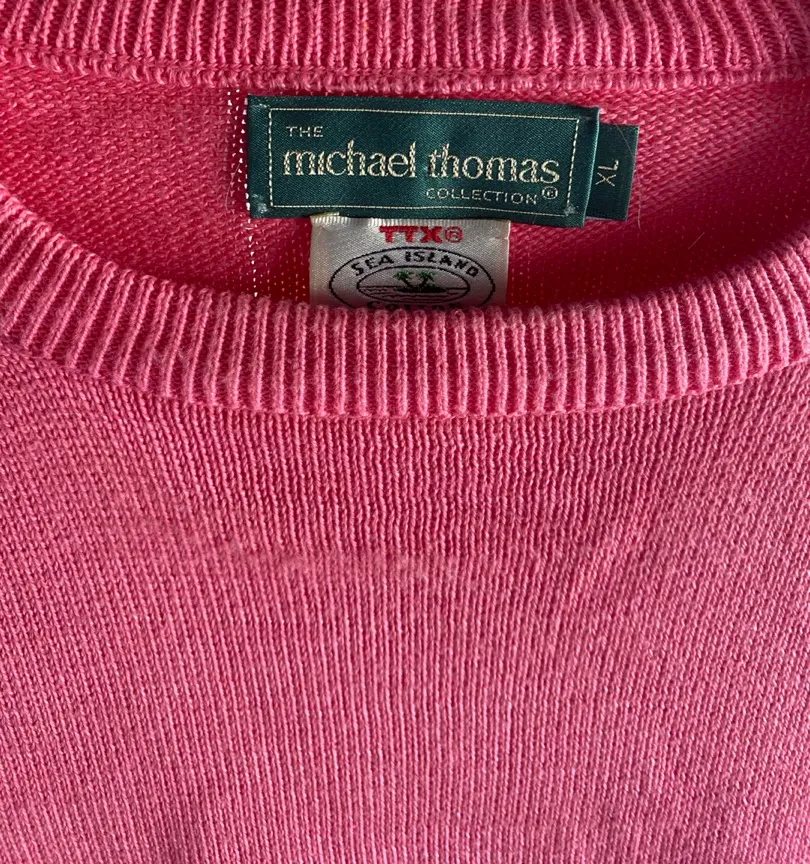 THE
michael thomas
COLLECTION®
XL
TTX®
SEA ISLAND